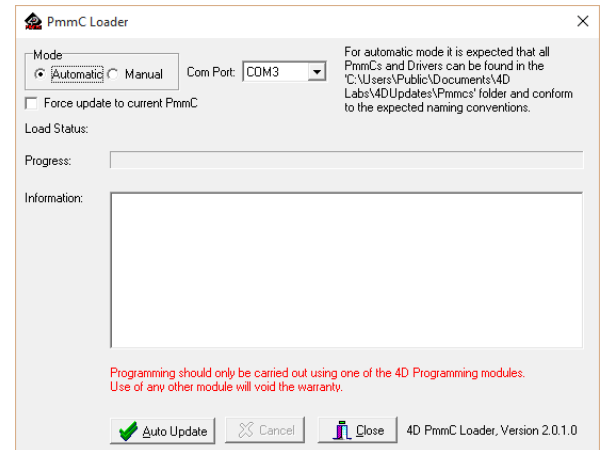 PmmC Loader
Mode
Automatic Manual
Com Port: COM3
For automatic mode it is expected that all
PmmCs and Drivers can be found in the
'C:\Users\Public\Documents\4D
Labs\4DUpdates\Pmmcs' folder and conform
to the expected naming conventions.
Force update to current PmmC
Load Status:
Progress:
Information:
Programming should only be carried out using one of the 4D Programming modules.
Use of any other module will void the warranty.
Auto Update Cancel Close 4D PmmC Loader, Version 2.0.1.0